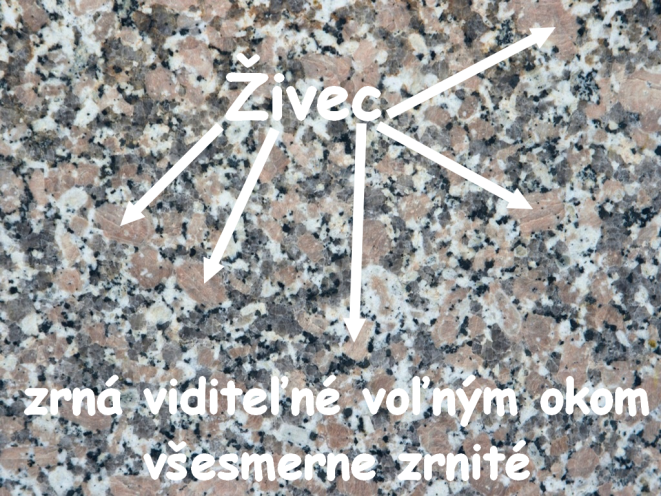 Živec
zrná viditeľné voľným okom
všesmerne zrnité